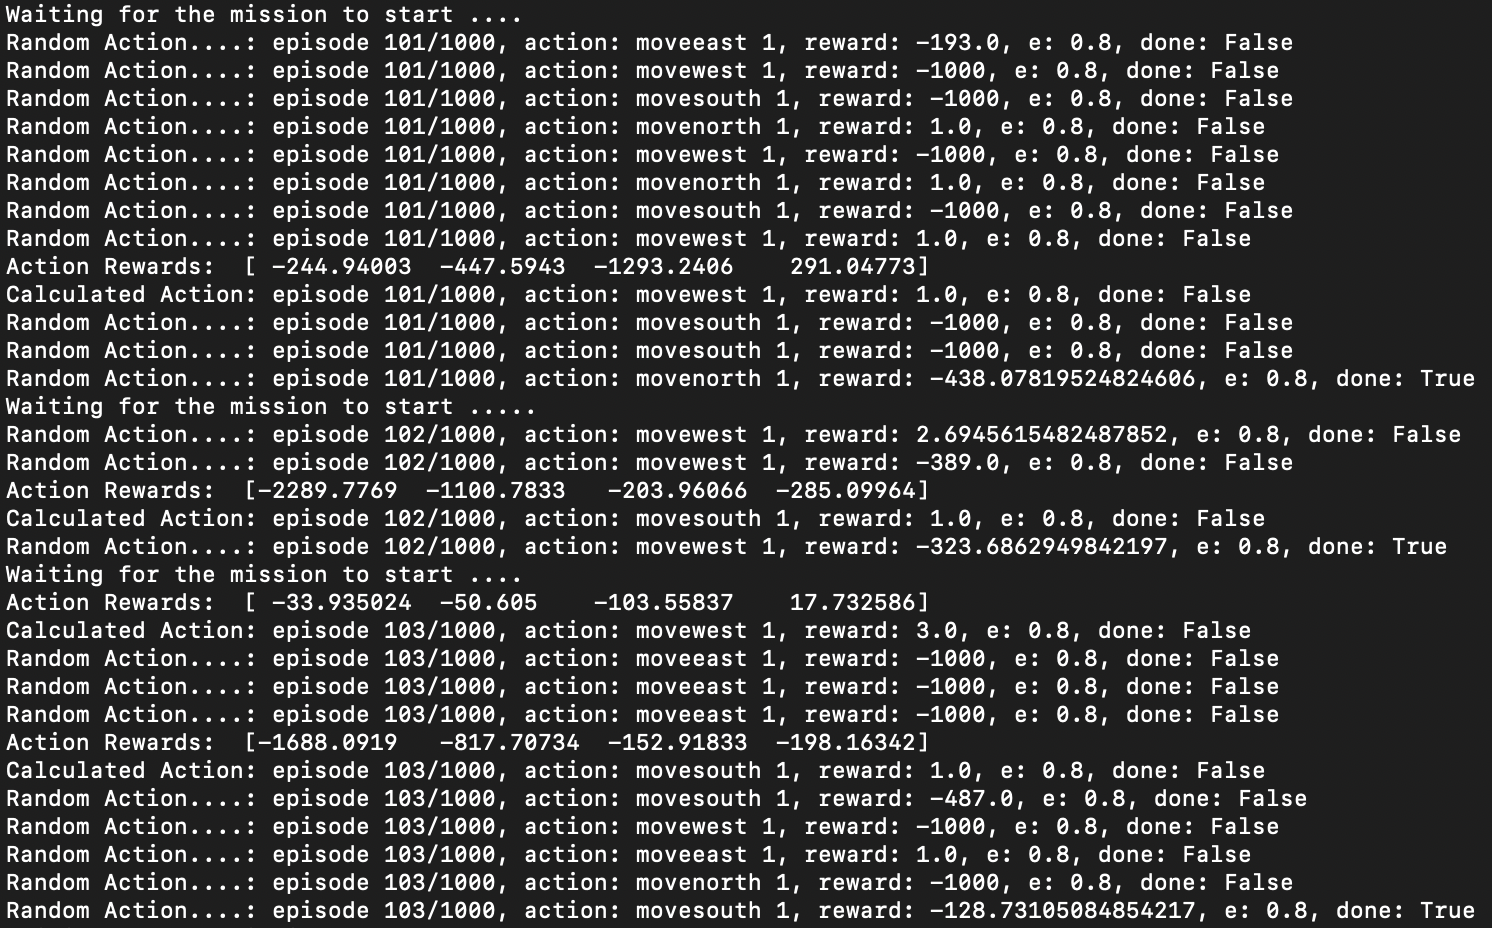 Waiting for the mission to start ....
Random Action....: episode 101/1000, action: moveeast 1, reward: -193.0, e: 0.8, done: False
Random Action....: episode 101/1000, action: movewest 1, reward: -1000, e: 0.8, done: False
Random Action....: episode 101/1000, action: movesouth 1, reward: -1000, e: 0.8, done: False
Random Action....: episode 101/1000, action: movenorth 1, reward: 1.0, e: 0.8, done: False
Random Action....: episode 101/1000, action: movewest 1, reward: -1000, e: 0.8, done: False
Random Action....: episode 101/1000, action: movenorth 1, reward: 1.0, e: 0.8, done: False
Random Action....: episode 101/1000, action: movesouth 1, reward: -1000, e: 0.8, done: False
Random Action....: episode 101/1000, action: movewest 1, reward: 1.0, e: 0.8, done: False
Action Rewards:  [ -244.94003  -447.5943  -1293.2406    291.04773]
Calculated Action: episode 101/1000, action: movewest 1, reward: 1.0, e: 0.8, done: False
Random Action....: episode 101/1000, action: movesouth 1, reward: -1000, e: 0.8, done: False
Random Action....: episode 101/1000, action: movesouth 1, reward: -1000, e: 0.8, done: False
Random Action....: episode 101/1000, action: movenorth 1, reward: -438.07819524824606, e: 0.8, done: True
Waiting for the mission to start .....
Random Action....: episode 102/1000, action: movewest 1, reward: 2.6945615482487852, e: 0.8, done: False
Random Action....: episode 102/1000, action: movewest 1, reward: -389.0, e: 0.8, done: False
Action Rewards:  [-2289.7769  -1100.7833   -203.96066  -285.09964]
Calculated Action: episode 102/1000, action: movesouth 1, reward: 1.0, e: 0.8, done: False
Random Action....: episode 102/1000, action: movewest 1, reward: -323.6862949842197, e: 0.8, done: True
Waiting for the mission to start ....
Action Rewards:  [ -33.935024  -50.605    -103.55837    17.732586]
Calculated Action: episode 103/1000, action: movewest 1, reward: 3.0, e: 0.8, done: False
Random Action....: episode 103/1000, action: moveeast 1, reward: -1000, e: 0.8, done: False
Random Action....: episode 103/1000, action: moveeast 1, reward: -1000, e: 0.8, done: False
Random Action....: episode 103/1000, action: moveeast 1, reward: -1000, e: 0.8, done: False
Action Rewards:  [-1688.0919   -817.70734  -152.91833  -198.16342]
Calculated Action: episode 103/1000, action: movesouth 1, reward: 1.0, e: 0.8, done: False
Random Action....: episode 103/1000, action: movesouth 1, reward: -487.0, e: 0.8, done: False
Random Action....: episode 103/1000, action: movewest 1, reward: -1000, e: 0.8, done: False
Random Action....: episode 103/1000, action: moveeast 1, reward: 1.0, e: 0.8, done: False
Random Action....: episode 103/1000, action: movenorth 1, reward: -1000, e: 0.8, done: False
Random Action....: episode 103/1000, action: movesouth 1, reward: -128.73105084854217, e: 0.8, done: True